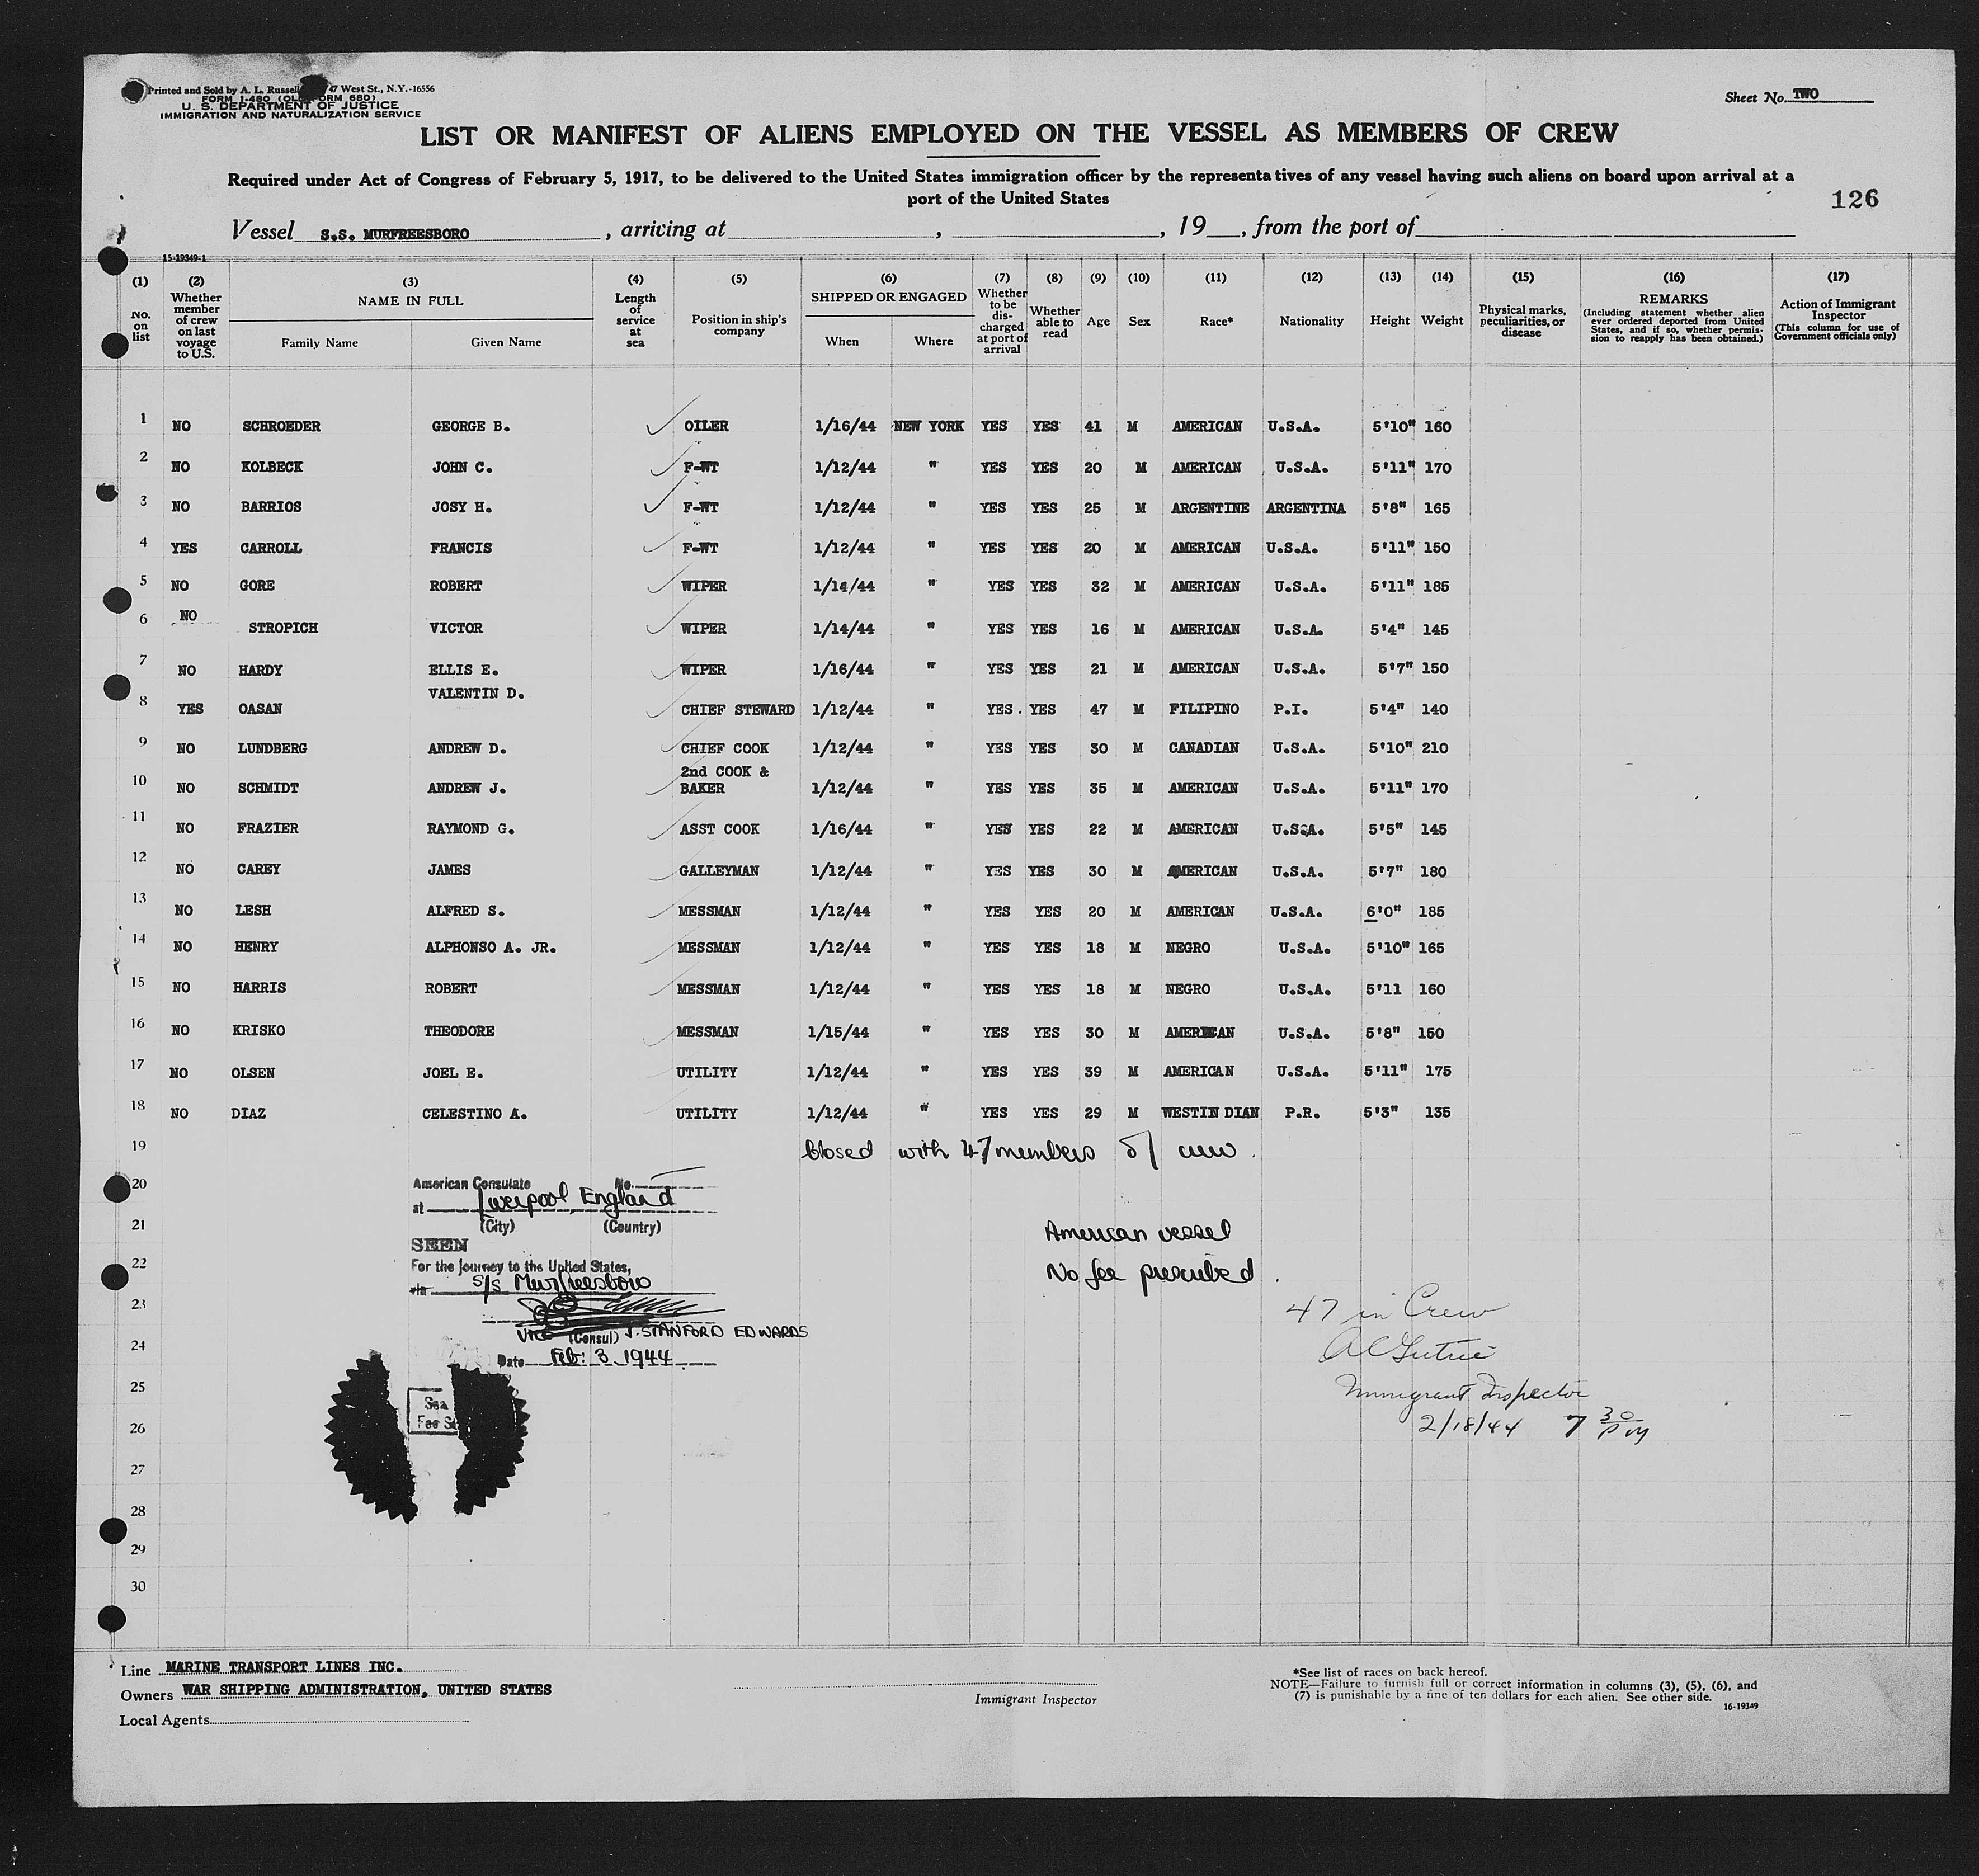 Printed and Sold by A. L. Russell 47 West St., N.Y.-16556
FORM 1-480 (OLD FORM 680)
U. S. DEPARTMENT OF JUSTICE
IMMIGRATION AND NATURALIZATION SERVICE
Sheet No. TWO
LIST OR MANIFEST OF ALIENS EMPLOYED ON THE VESSEL AS MEMBERS OF CREW
Required under Act of Congress of February 5, 1917, to be delivered to the United States immigration officer by the representatives of any vessel having such aliens on board upon arrival at a
port of the United States
126
Vessel S.S. MURFREESBORO, arriving at , , 19 , from the port of
15-19349-1
(1) No. on list
(2) Whether member of crew on last voyage to U.S.
(3) NAME IN FULL Family Name Given Name
(4) Length of service at sea
(5) Position in ship's company
(6) SHIPPED OR ENGAGED When Where
(7) Whether to be discharged at port of arrival
(8) Whether able to read
(9) Age
(10) Sex
(11) Race*
(12) Nationality
(13) Height
(14) Weight
(15) Physical marks, peculiarities, or disease
(16) REMARKS (Including statement whether alien ever ordered deported from United States, and if so, whether permission to reapply has been obtained.)
(17) Action of Immigrant Inspector (This column for use of Government officials only)
1 NO SCHROEDER GEORGE B. OILER 1/16/44 NEW YORK YES YES 41 M AMERICAN U.S.A. 5'10" 160
2 NO KOLBECK JOHN C. F-WT 1/12/44 " YES YES 20 M AMERICAN U.S.A. 5'11" 170
3 NO BARRIOS JOSY H. F-WT 1/12/44 " YES YES 25 M ARGENTINE ARGENTINA 5'8" 165
4 YES CARROLL FRANCIS F-WT 1/12/44 " YES YES 20 M AMERICAN U.S.A. 5'11" 150
5 NO GORE ROBERT WIPER 1/14/44 " YES YES 32 M AMERICAN U.S.A. 5'11" 185
6 NO STROPICH VICTOR WIPER 1/14/44 " YES YES 16 M AMERICAN U.S.A. 5'4" 145
7 NO HARDY ELLIS E. WIPER 1/16/44 " YES YES 21 M AMERICAN U.S.A. 5'7" 150
8 YES OASAN VALENTIN D. CHIEF STEWARD 1/12/44 " YES YES 47 M FILIPINO P.I. 5'4" 140
9 NO LUNDBERG ANDREW D. CHIEF COOK 1/12/44 " YES YES 30 M CANADIAN U.S.A. 5'10" 210
10 NO SCHMIDT ANDREW J. 2nd COOK & BAKER 1/12/44 " YES YES 35 M AMERICAN U.S.A. 5'11" 170
11 NO FRAZIER RAYMOND G. ASST COOK 1/16/44 " YES YES 22 M AMERICAN U.S.A. 5'5" 145
12 NO CAREY JAMES GALLEYMAN 1/12/44 " YES YES 30 M AMERICAN U.S.A. 5'7" 180
13 NO LESH ALFRED S. MESSMAN 1/12/44 " YES YES 20 M AMERICAN U.S.A. 6'0" 185
14 NO HENRY ALPHONSO A. JR. MESSMAN 1/12/44 " YES YES 18 M NEGRO U.S.A. 5'10" 165
15 NO HARRIS ROBERT MESSMAN 1/12/44 " YES YES 18 M NEGRO U.S.A. 5'11 160
16 NO KRISKO THEODORE MESSMAN 1/15/44 " YES YES 30 M AMERICAN U.S.A. 5'8" 150
17 NO OLSEN JOEL E. UTILITY 1/12/44 " YES YES 39 M AMERICAN U.S.A. 5'11" 175
18 NO DIAZ CELESTINO A. UTILITY 1/12/44 " YES YES 29 M WESTIN DIAN P.R. 5'3" 135
19 Closed with 47 members of crew.
20 American Consulate No.
at Liverpool, England
21 (City) (Country)
American vessel
SEEN
22 For the journey to the United States,
No fee prescribed.
via S/S Murfreesboro
23
47 in Crew
Vice (Consul) J. STANFORD EDWARDS
24
Date Feb: 3 1944
25
Immigrant Inspector
Sea
Fee St
26
2/18/44 7 30 PM
27
28
29
30
Line MARINE TRANSPORT LINES INC.
Owners WAR SHIPPING ADMINISTRATION, UNITED STATES
Local Agents
Immigrant Inspector
*See list of races on back hereof.
NOTE—Failure to furnish full or correct information in columns (3), (5), (6), and
(7) is punishable by a fine of ten dollars for each alien. See other side.
16-19349